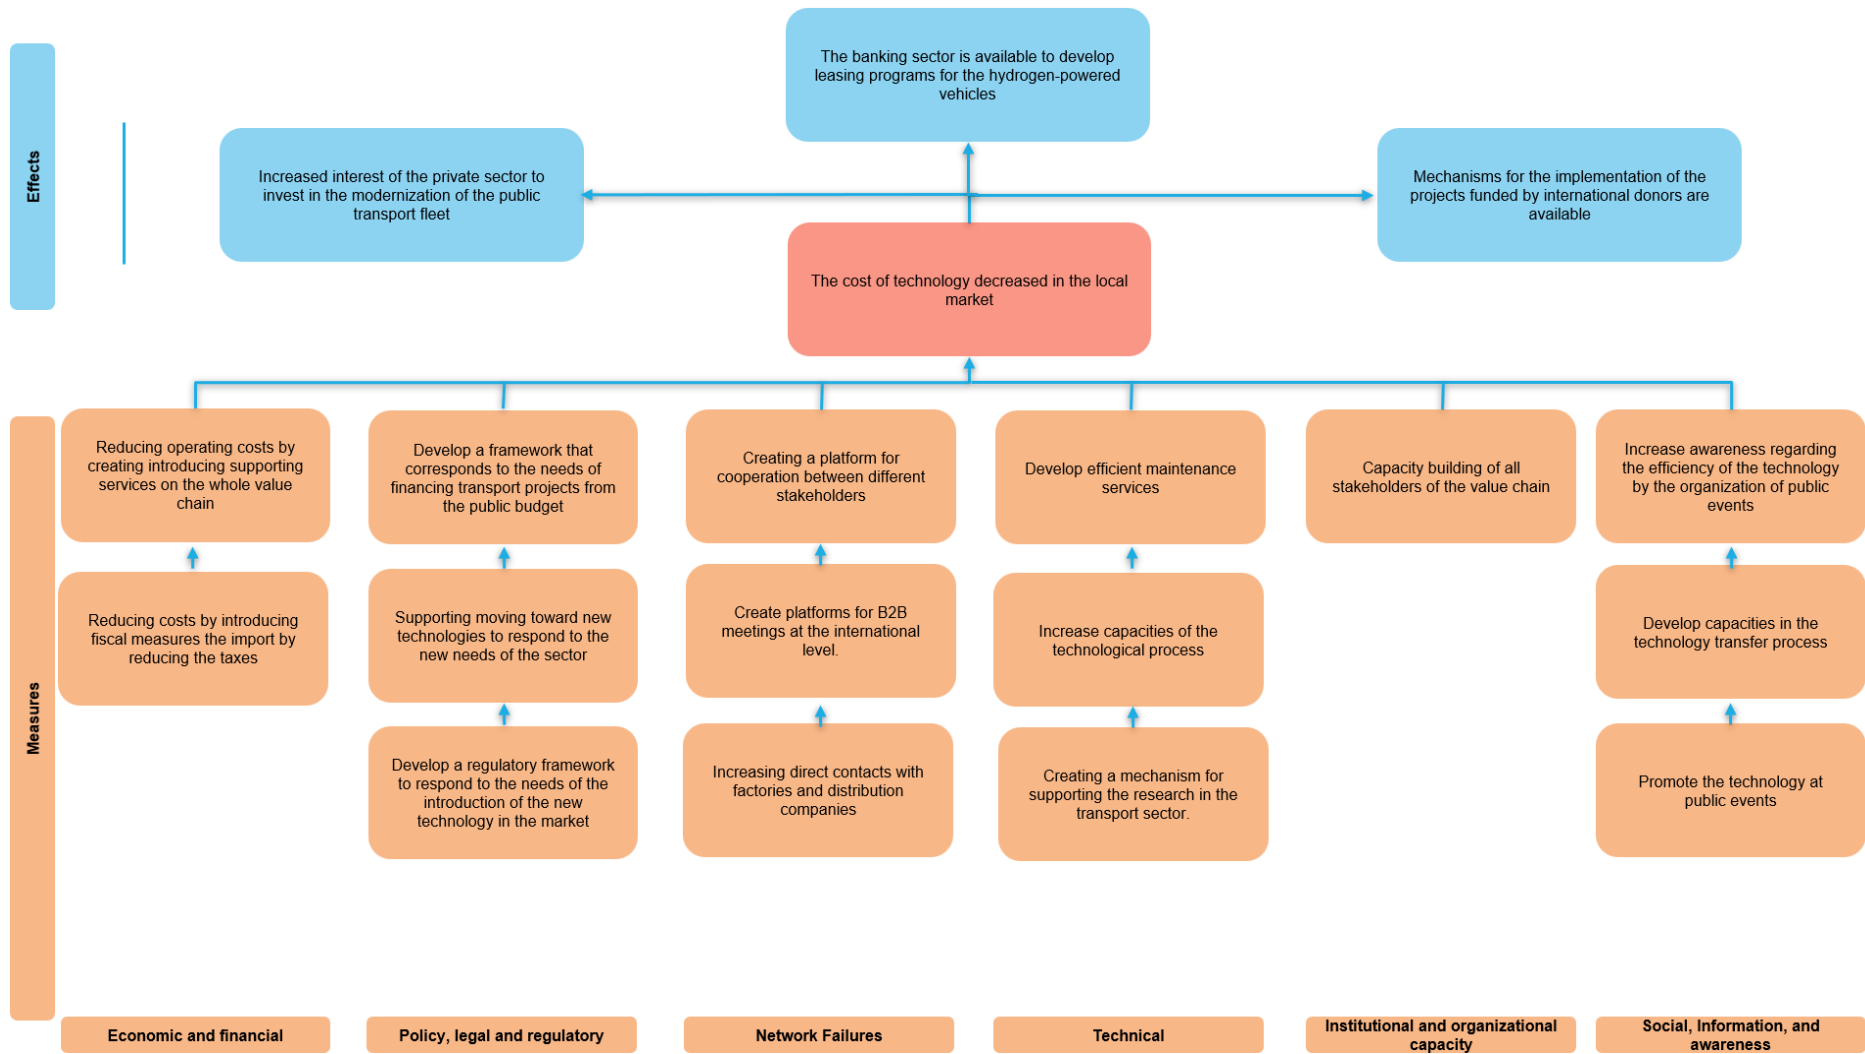 Effects
The banking sector is available to develop
leasing programs for the hydrogen-powered
vehicles
Increased interest of the private sector to
invest in the modernization of the public
transport fleet
Mechanisms for the implementation of the
projects funded by international donors are
available
The cost of technology decreased in the local
market
Measures
Reducing operating costs by
creating introducing supporting
services on the whole value
chain
Develop a framework that
corresponds to the needs of
financing transport projects from
the public budget
Creating a platform for
cooperation between different
stakeholders
Develop efficient maintenance
services
Capacity building of all
stakeholders of the value chain
Increase awareness regarding
the efficiency of the technology
by the organization of public
events
Reducing costs by introducing
fiscal measures the import by
reducing the taxes
Supporting moving toward new
technologies to respond to the
new needs of the sector
Create platforms for B2B
meetings at the international
level.
Increase capacities of the
technological process
Develop capacities in the
technology transfer process
Develop a regulatory framework
to respond to the needs of the
introduction of the new
technology in the market
Increasing direct contacts with
factories and distribution
companies
Creating a mechanism for
supporting the research in the
transport sector.
Promote the technology at
public events
Economic and financial
Policy, legal and regulatory
Network Failures
Technical
Institutional and organizational
capacity
Social, Information, and
awareness